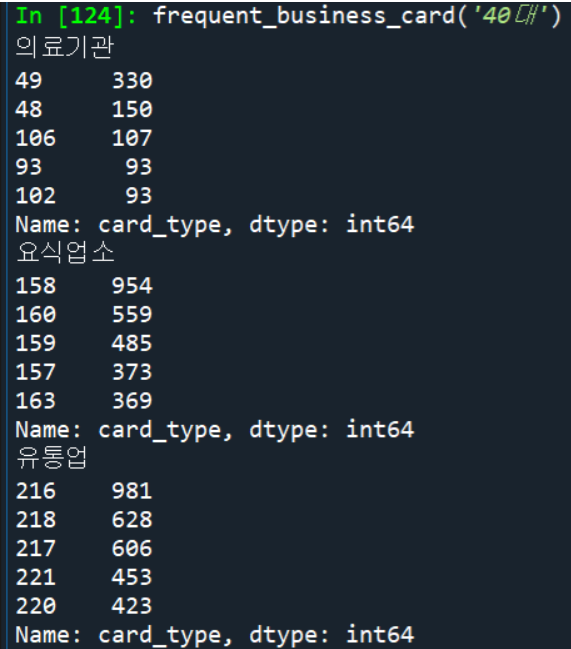 In [124]: frequent_business_card('40대')
의료기관
49 330
48 150
106 107
93 93
102 93
Name: card_type, dtype: int64
요식업소
158 954
160 559
159 485
157 373
163 369
Name: card_type, dtype: int64
유통업
216 981
218 628
217 606
221 453
220 423
Name: card_type, dtype: int64